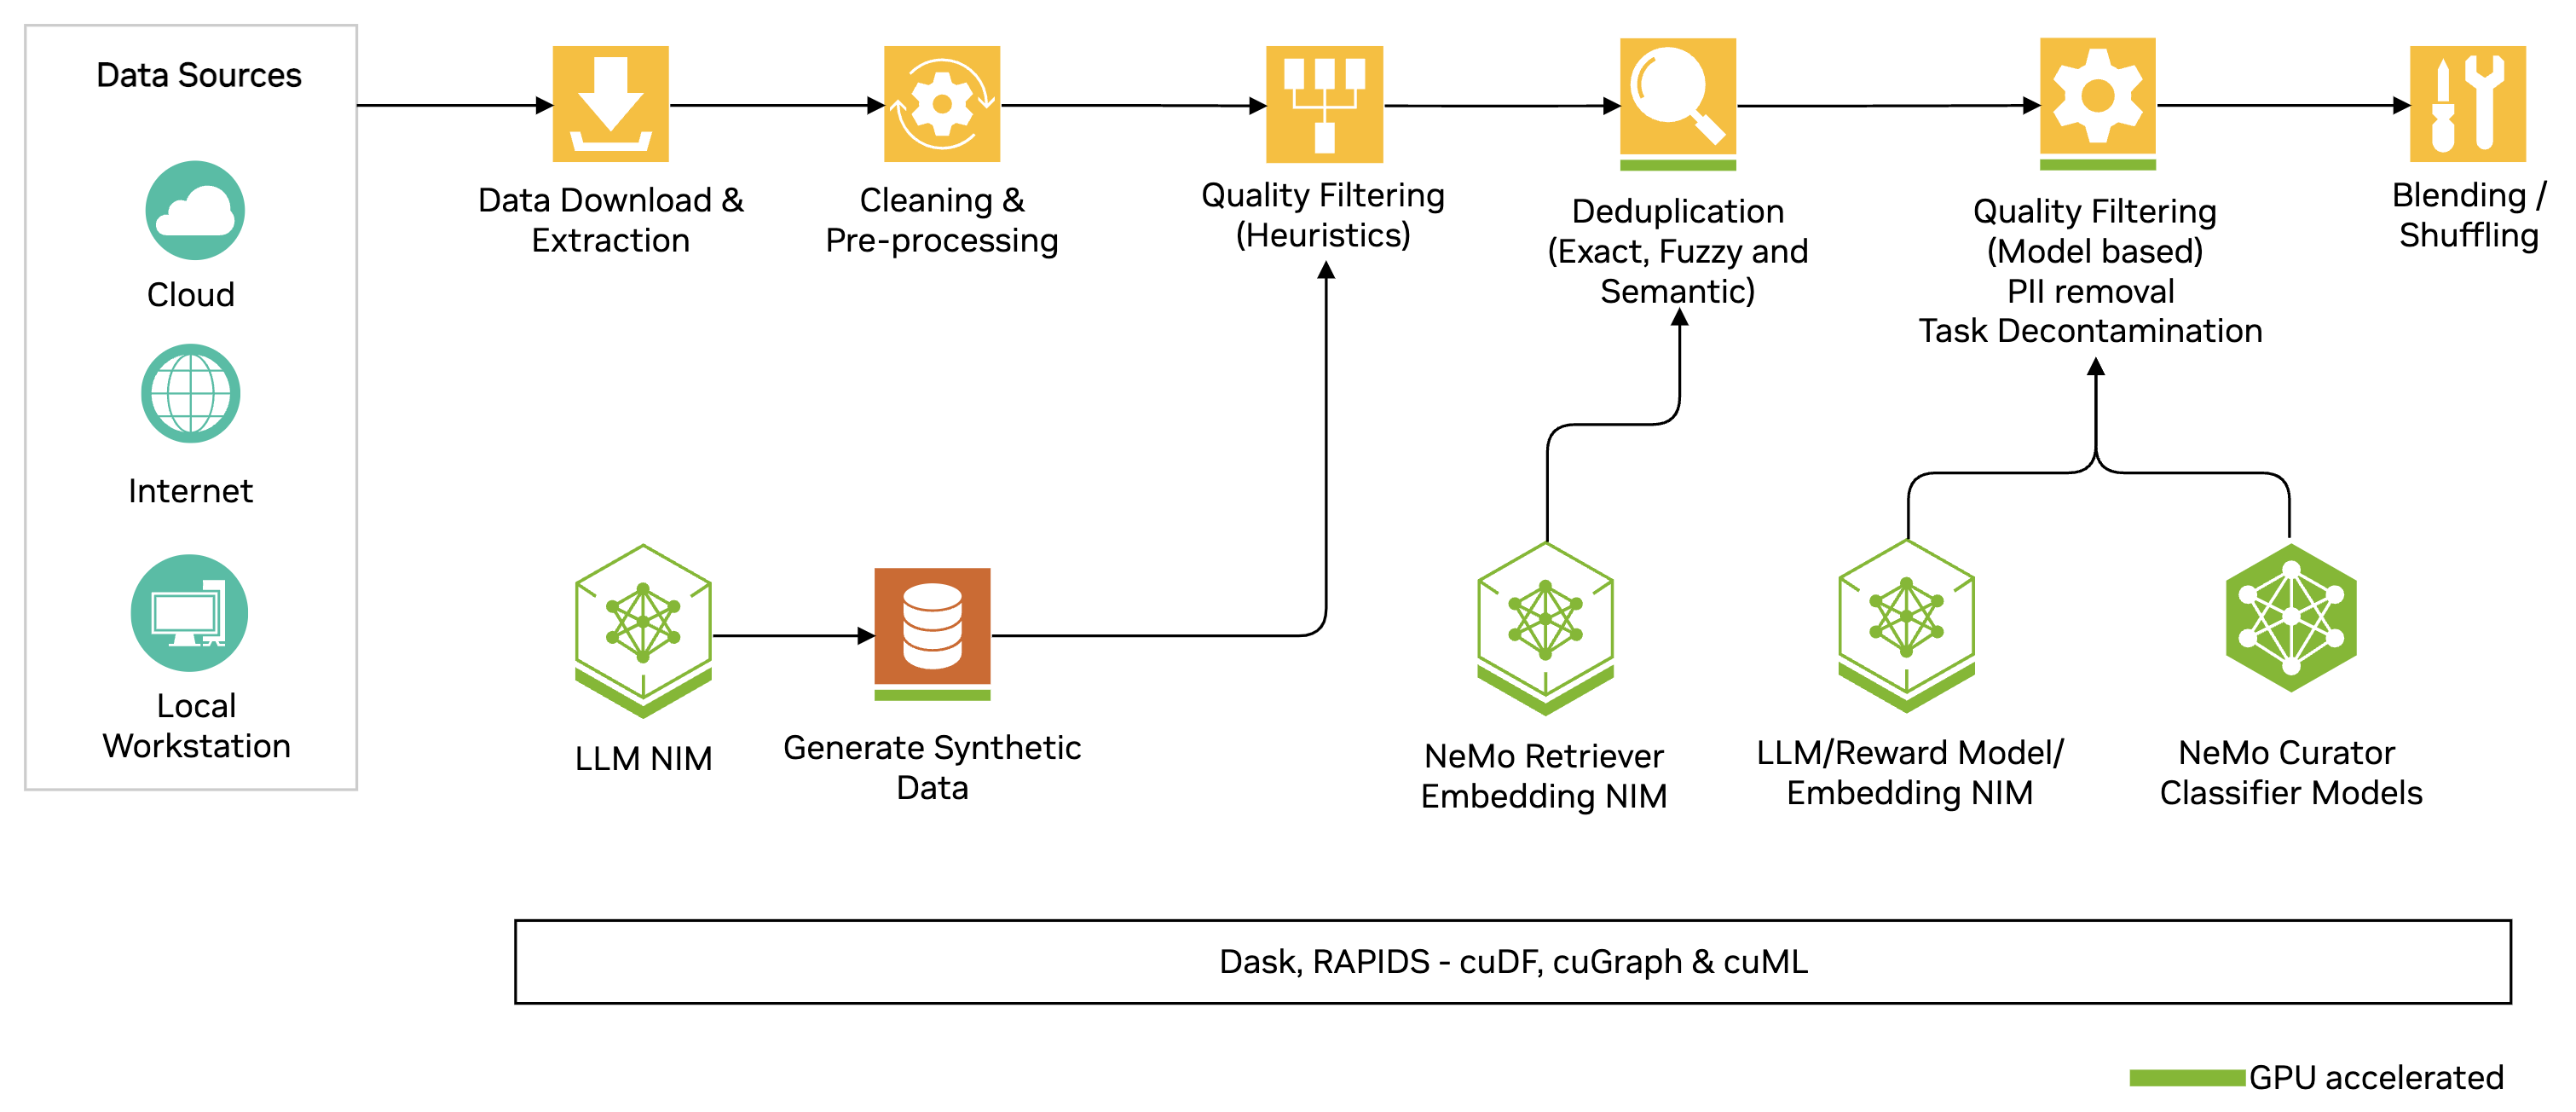 Data Sources
Cloud
Internet
Local
Workstation
Data Download &
Extraction
Cleaning &
Pre-processing
Quality Filtering
(Heuristics)
Deduplication
(Exact, Fuzzy and
Semantic)
Quality Filtering
(Model based)
PII removal
Task Decontamination
Blending /
Shuffling
LLM NIM
Generate Synthetic
Data
NeMo Retriever
Embedding NIM
LLM/Reward Model/
Embedding NIM
NeMo Curator
Classifier Models
Dask, RAPIDS - cuDF, cuGraph & cuML
GPU accelerated